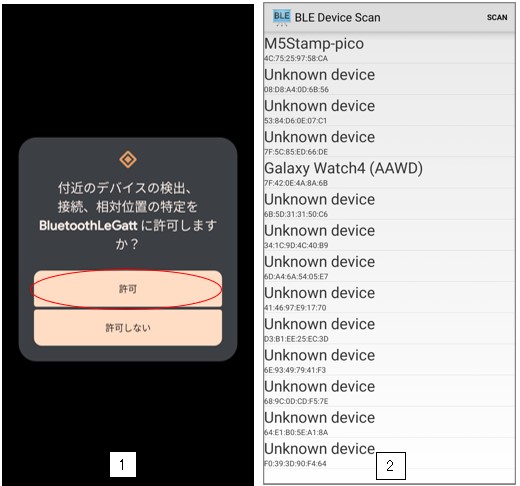 付近のデバイスの検出、
接続、相対位置の特定を
BluetoothLeGatt に許可します
か？
許可
許可しない
1
BLE
BLE Device Scan
SCAN
M5Stamp-pico
4C:75:25:97:58:CA
Unknown device
08:D8:A4:0D:6B:56
Unknown device
53:84:D6:0E:07:C1
Unknown device
7F:5C:85:ED:66:DE
Galaxy Watch4 (AAWD)
7F:42:0E:4A:8A:6B
Unknown device
6B:5D:31:31:50:C6
Unknown device
34:1C:9D:4C:40:B9
Unknown device
6D:A4:6A:54:05:E7
Unknown device
41:46:97:E9:17:70
Unknown device
D3:B1:EE:25:EC:3D
Unknown device
6E:93:49:79:41:F3
Unknown device
68:9C:0D:CD:F5:7E
Unknown device
64:E1:B0:5E:A1:8A
Unknown device
F0:39:3D:90:F4:64
2